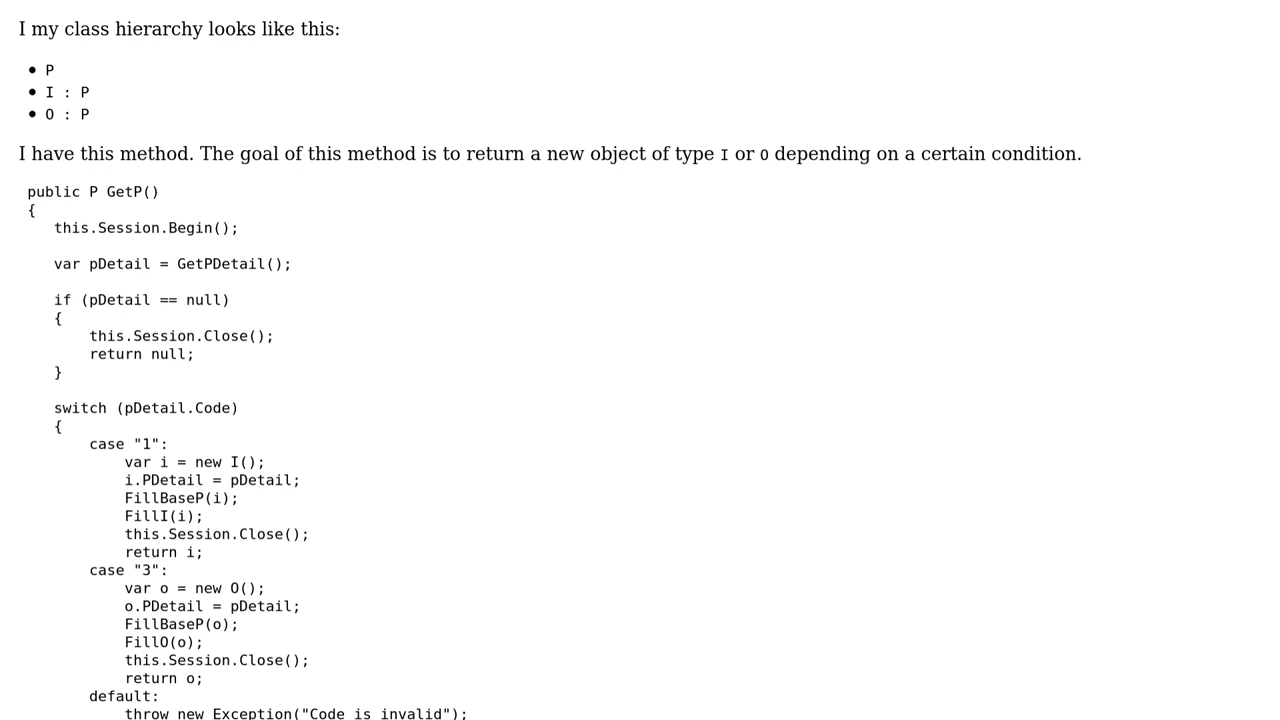 I my class hierarchy looks like this:
• P
• I : P
• O : P
I have this method. The goal of this method is to return a new object of type I or O depending on a certain condition.
public P GetP()
{
   this.Session.Begin();

   var pDetail = GetPDetail();

   if (pDetail == null)
   {
       this.Session.Close();
       return null;
   }

   switch (pDetail.Code)
   {
       case "1":
           var i = new I();
           i.PDetail = pDetail;
           FillBaseP(i);
           FillI(i);
           this.Session.Close();
           return i;
       case "3":
           var o = new O();
           o.PDetail = pDetail;
           FillBaseP(o);
           FillO(o);
           this.Session.Close();
           return o;
       default:
           throw new Exception("Code is invalid");